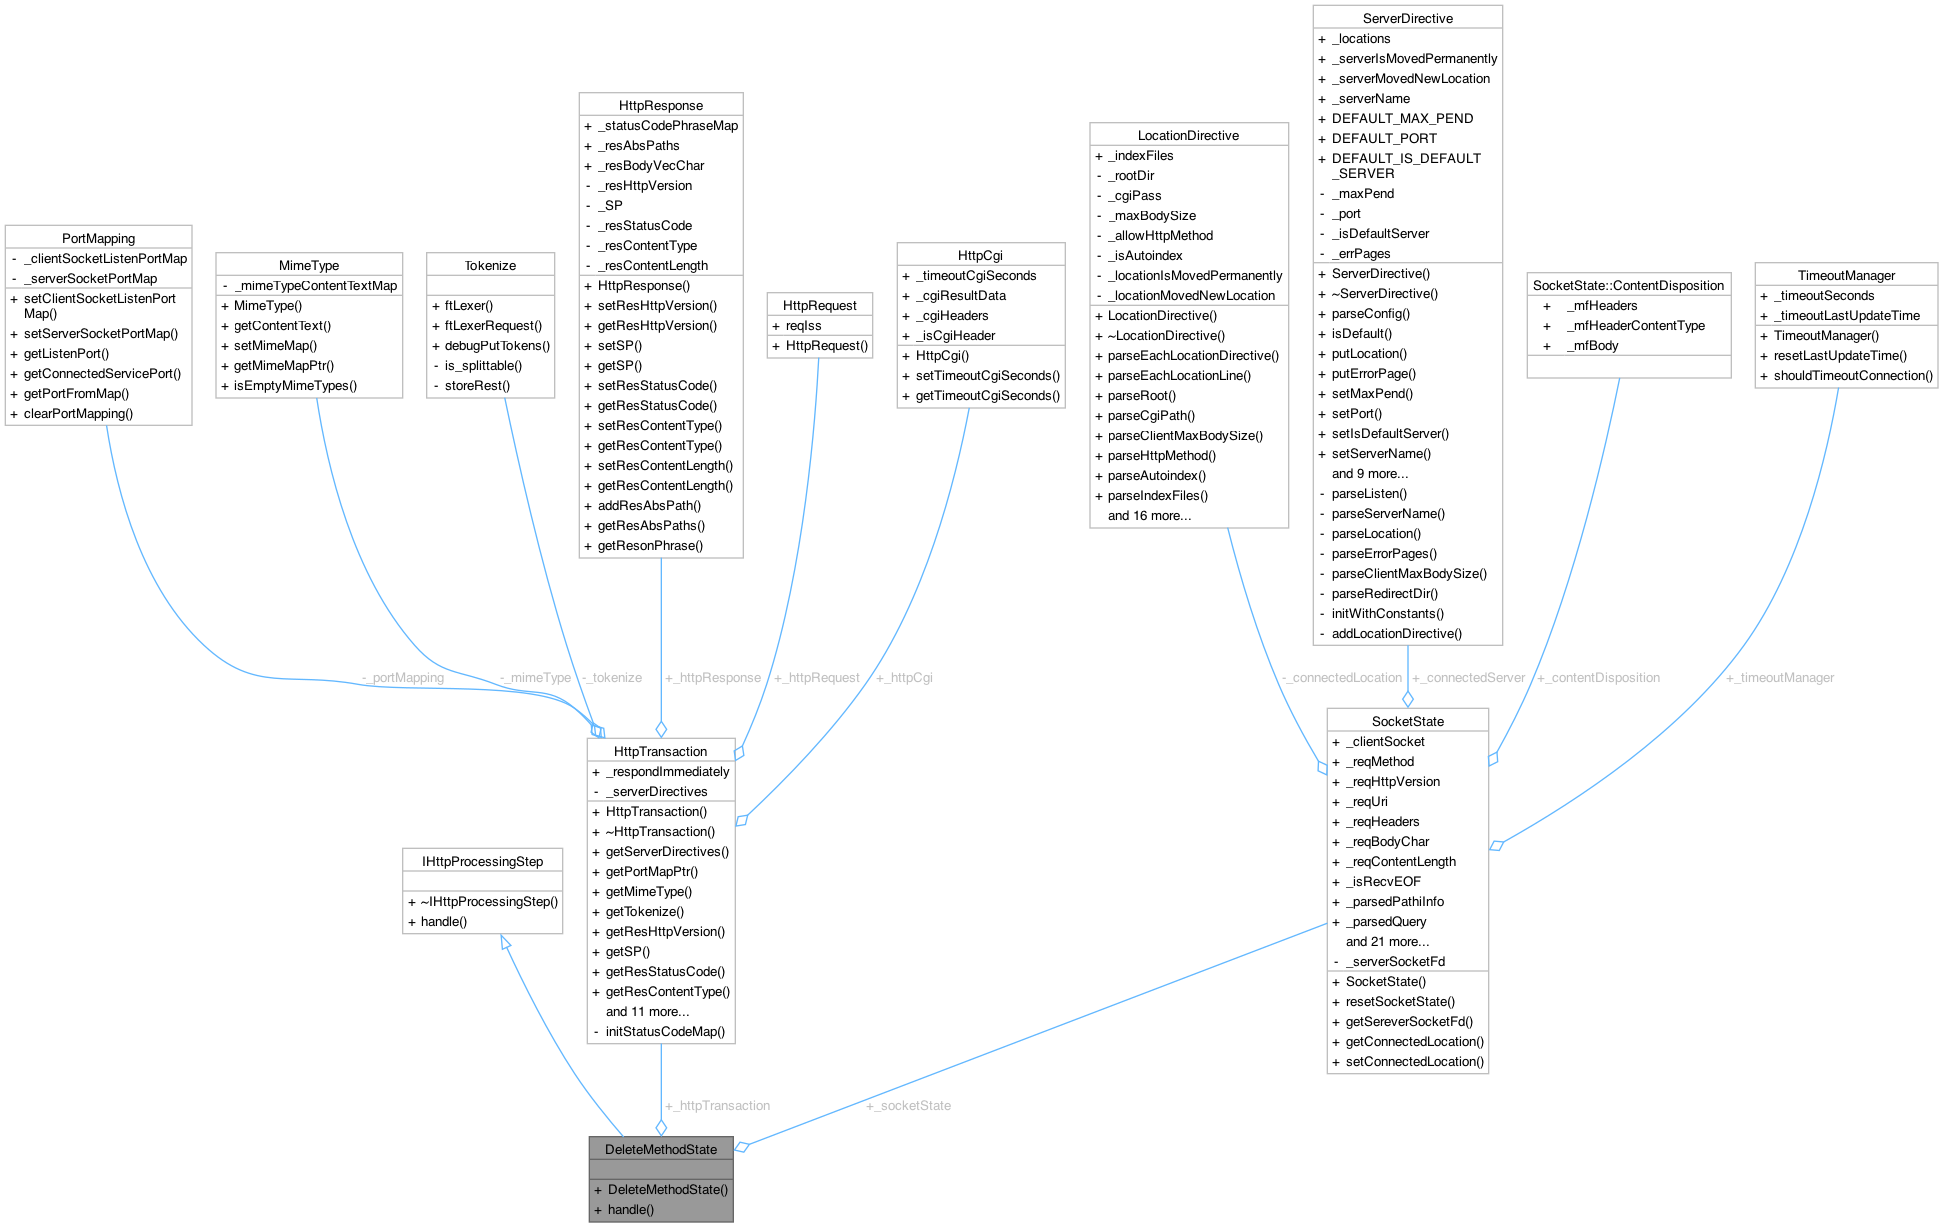 ServerDirective
+ _locations
+ _serverIsMovedPermanently
+ _serverMovedNewLocation
+ _serverName
+ DEFAULT_MAX_PEND
+ DEFAULT_PORT
+ DEFAULT_IS_DEFAULT
_SERVER
- _maxPend
- _port
- _isDefaultServer
- _errPages
+ ServerDirective()
+ ~ServerDirective()
+ parseConfig()
+ isDefault()
+ putLocation()
+ putErrorPage()
+ setMaxPend()
+ setPort()
+ setIsDefaultServer()
+ setServerName()
and 9 more...
- parseListen()
- parseServerName()
- parseLocation()
- parseErrorPages()
- parseClientMaxBodySize()
- parseRedirectDir()
- initWithConstants()
- addLocationDirective()
HttpResponse
+ _statusCodePhraseMap
+ _resAbsPaths
+ _resBodyVecChar
- _resHttpVersion
- _SP
- _resStatusCode
- _resContentType
- _resContentLength
+ HttpResponse()
+ setResHttpVersion()
+ getResHttpVersion()
+ setSP()
+ getSP()
+ setResStatusCode()
+ getResStatusCode()
+ setResContentType()
+ getResContentType()
+ setResContentLength()
+ getResContentLength()
+ addResAbsPath()
+ getResAbsPaths()
+ getResonPhrase()
LocationDirective
+ _indexFiles
- _rootDir
- _cgiPass
- _maxBodySize
- _allowHttpMethod
- _isAutoindex
- _locationIsMovedPermanently
- _locationMovedNewLocation
+ LocationDirective()
+ ~LocationDirective()
+ parseEachLocationDirective()
+ parseEachLocationLine()
+ parseRoot()
+ parseCgiPath()
+ parseClientMaxBodySize()
+ parseHttpMethod()
+ parseAutoindex()
+ parseIndexFiles()
and 16 more...
PortMapping
- _clientSocketListenPortMap
- _serverSocketPortMap
+ setClientSocketListenPort
Map()
+ setServerSocketPortMap()
+ getListenPort()
+ getConnectedServicePort()
+ getPortFromMap()
+ clearPortMapping()
MimeType
- _mimeTypeContentTextMap
+ MimeType()
+ getContentText()
+ setMimeMap()
+ getMimeMapPtr()
+ isEmptyMimeTypes()
Tokenize
+ ftLexer()
+ ftLexerRequest()
+ debugPutTokens()
- is_splittable()
- storeRest()
HttpRequest
+ reqIss
+ HttpRequest()
HttpCgi
+ _timeoutCgiSeconds
+ _cgiResultData
+ _cgiHeaders
+ _isCgiHeader
+ HttpCgi()
+ setTimeoutCgiSeconds()
+ getTimeoutCgiSeconds()
SocketState::ContentDisposition
+ _mfHeaders
+ _mfHeaderContentType
+ _mfBody
TimeoutManager
+ _timeoutSeconds
+ _timeoutLastUpdateTime
+ TimeoutManager()
+ resetLastUpdateTime()
+ shouldTimeoutConnection()
-_portMapping
-_mimeType
-_tokenize
+_httpResponse
+_httpRequest
+_httpCgi
-_connectedLocation
+_connectedServer
+_contentDisposition
+_timeoutManager
HttpTransaction
+ _respondImmediately
- _serverDirectives
+ HttpTransaction()
+ ~HttpTransaction()
+ getServerDirectives()
+ getPortMapPtr()
+ getMimeType()
+ getTokenize()
+ getResHttpVersion()
+ getSP()
+ getResStatusCode()
+ getResContentType()
and 11 more...
- initStatusCodeMap()
SocketState
+ _clientSocket
+ _reqMethod
+ _reqHttpVersion
+ _reqUri
+ _reqHeaders
+ _reqBodyChar
+ _reqContentLength
+ _isRecvEOF
+ _parsedPathiInfo
+ _parsedQuery
and 21 more...
- _serverSocketFd
+ SocketState()
+ resetSocketState()
+ getSereverSocketFd()
+ getConnectedLocation()
+ setConnectedLocation()
IHttpProcessingStep
+ ~IHttpProcessingStep()
+ handle()
+_httpTransaction
+_socketState
DeleteMethodState
+ DeleteMethodState()
+ handle()